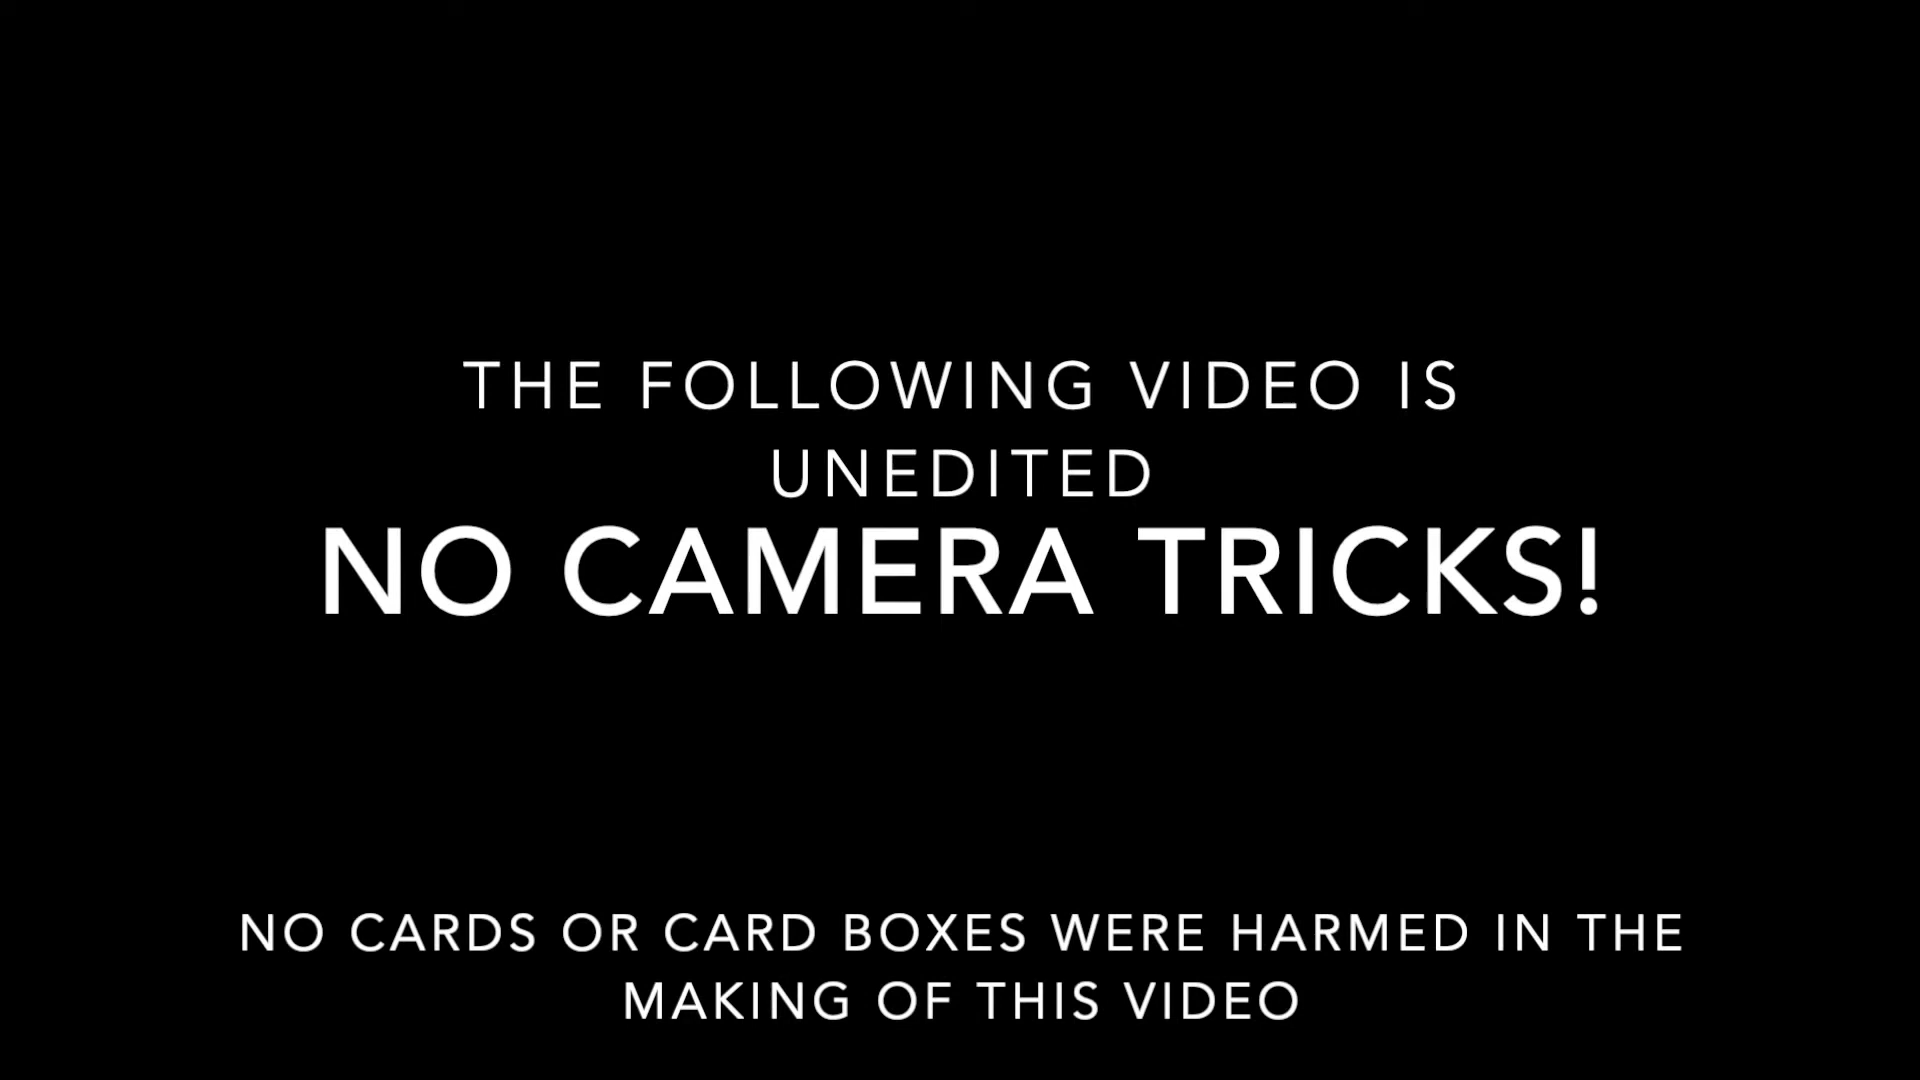 THE FOLLOWING VIDEO IS
UNEDITED
NO CAMERA TRICKS!
NO CARDS OR CARD BOXES WERE HARMED IN THE
MAKING OF THIS VIDEO